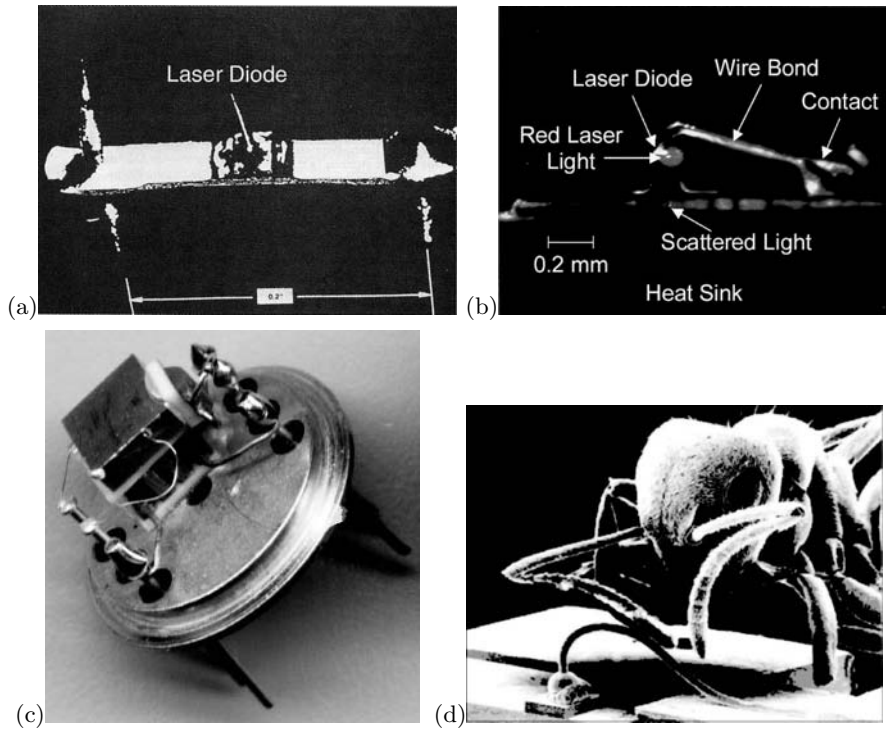 Laser Diode
0.2"
(a)
Laser Diode
Wire Bond
Contact
Red Laser
Light
Scattered Light
0.2 mm
Heat Sink
(b)
(c)
(d)